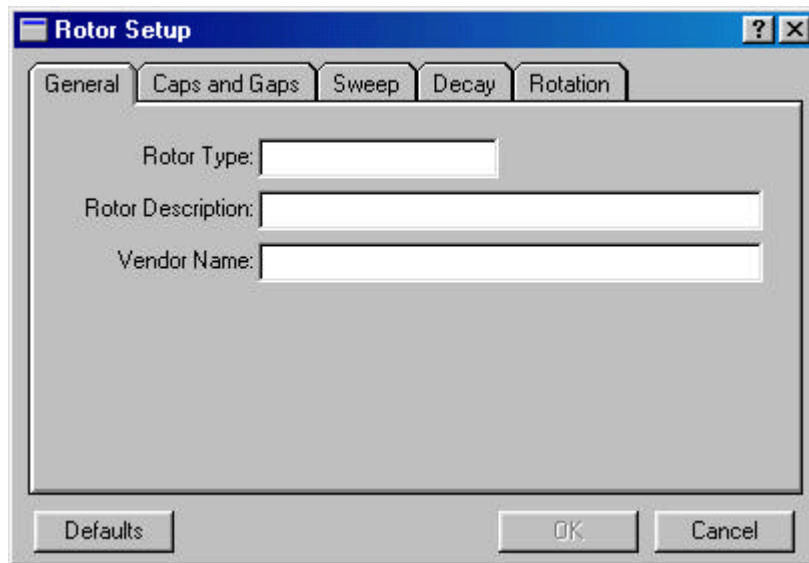 Rotor Setup
? X
General Caps and Gaps Sweep Decay Rotation
Rotor Type:
Rotor Description:
Vendor Name:
Defaults OK Cancel